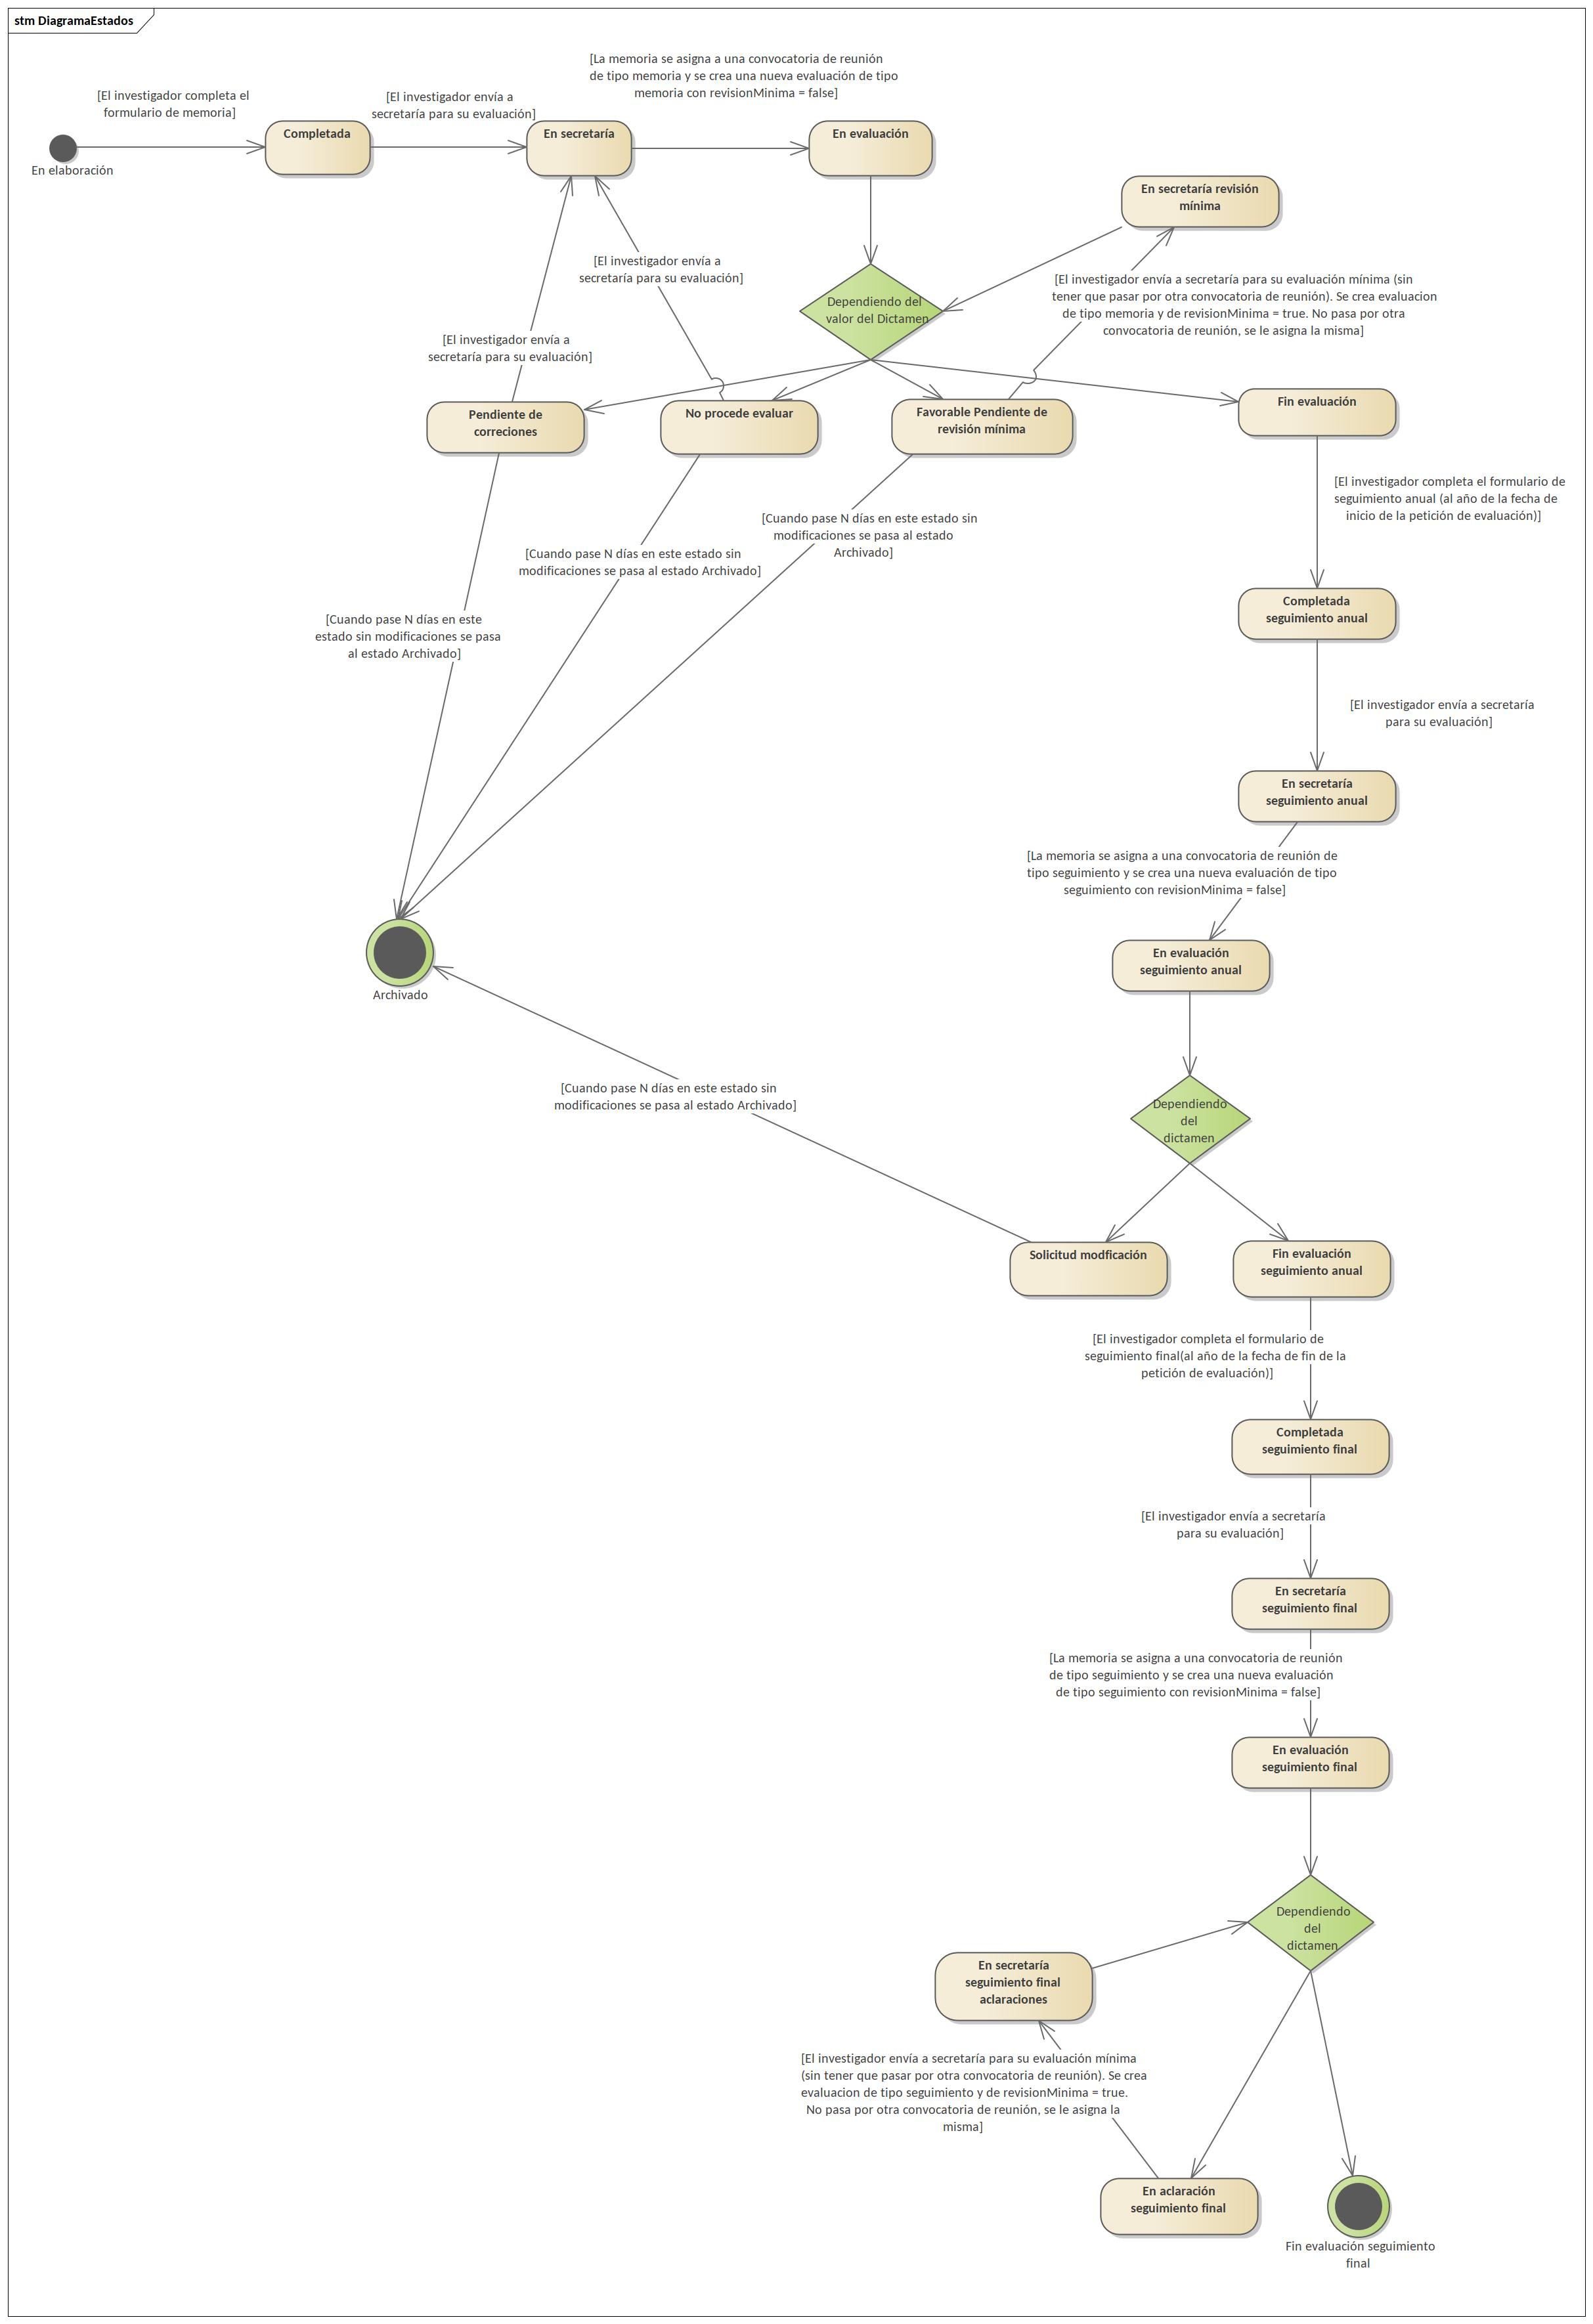 stm DiagramaEstados
[La memoria se asigna a una convocatoria de reunión
de tipo memoria y se crea una nueva evaluación de tipo
memoria con revisionMinima = false]
[El investigador completa el
formulario de memoria]
[El investigador envía a
secretaría para su evaluación]
En elaboración
Completada
En secretaría
En evaluación
En secretaría revisión
mínima
[El investigador envía a
secretaría para su evaluación]
Dependiendo del
valor del Dictamen
[El investigador envía a secretaría para su evaluación mínima (sin
tener que pasar por otra convocatoria de reunión). Se crea evaluacion
de tipo memoria y de revisionMinima = true. No pasa por otra
convocatoria de reunión, se le asigna la misma]
[El investigador envía a
secretaría para su evaluación]
Pendiente de
correciones
No procede evaluar
Favorable Pendiente de
revisión mínima
Fin evaluación
[El investigador completa el formulario de
seguimiento anual (al año de la fecha de
inicio de la petición de evaluación)]
[Cuando pase N días en este estado sin
modificaciones se pasa al estado
Archivado]
[Cuando pase N días en este estado sin
modificaciones se pasa al estado Archivado]
[Cuando pase N días en este
estado sin modificaciones se pasa
al estado Archivado]
Completada
seguimiento anual
[El investigador envía a secretaría
para su evaluación]
En secretaría
seguimiento anual
[La memoria se asigna a una convocatoria de reunión de
tipo seguimiento y se crea una nueva evaluación de tipo
seguimiento con revisionMinima = false]
En evaluación
seguimiento anual
Archivado
[Cuando pase N días en este estado sin
modificaciones se pasa al estado Archivado]
Dependiendo
del
dictamen
Solicitud modficación
Fin evaluación
seguimiento anual
[El investigador completa el formulario de
seguimiento final(al año de la fecha de fin de la
petición de evaluación)]
Completada
seguimiento final
[El investigador envía a secretaría
para su evaluación]
En secretaría
seguimiento final
[La memoria se asigna a una convocatoria de reunión
de tipo seguimiento y se crea una nueva evaluación
de tipo seguimiento con revisionMinima = false]
En evaluación
seguimiento final
Dependiendo
del
dictamen
En secretaría
seguimiento final
aclaraciones
[El investigador envía a secretaría para su evaluación mínima
(sin tener que pasar por otra convocatoria de reunión). Se crea
evaluacion de tipo seguimiento y de revisionMinima = true.
No pasa por otra convocatoria de reunión, se le asigna la
misma]
En aclaración
seguimiento final
Fin evaluación seguimiento
final